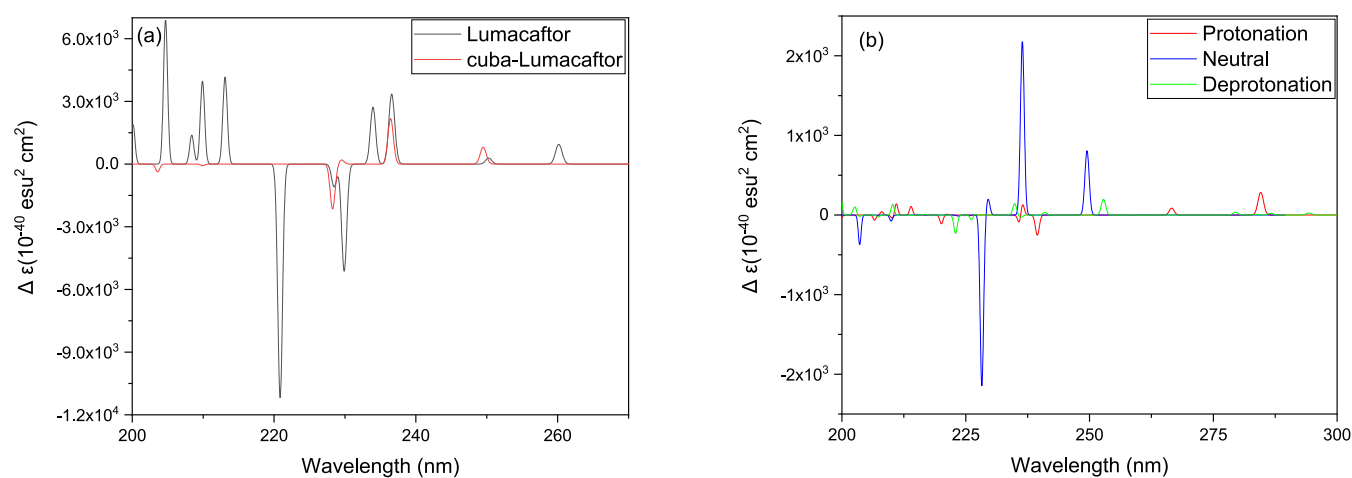 (a)
Lumacaftor
cuba-Lumacaftor
6.0x10³
3.0x10³
0.0
-3.0x10³
-6.0x10³
-9.0x10³
-1.2x10⁴
Δ ε(10⁻⁴⁰ esu² cm²)
200
220
240
260
Wavelength (nm)
(b)
Protonation
Neutral
Deprotonation
2x10³
1x10³
0
-1x10³
-2x10³
Δ ε(10⁻⁴⁰ esu² cm²)
200
225
250
275
300
Wavelength (nm)